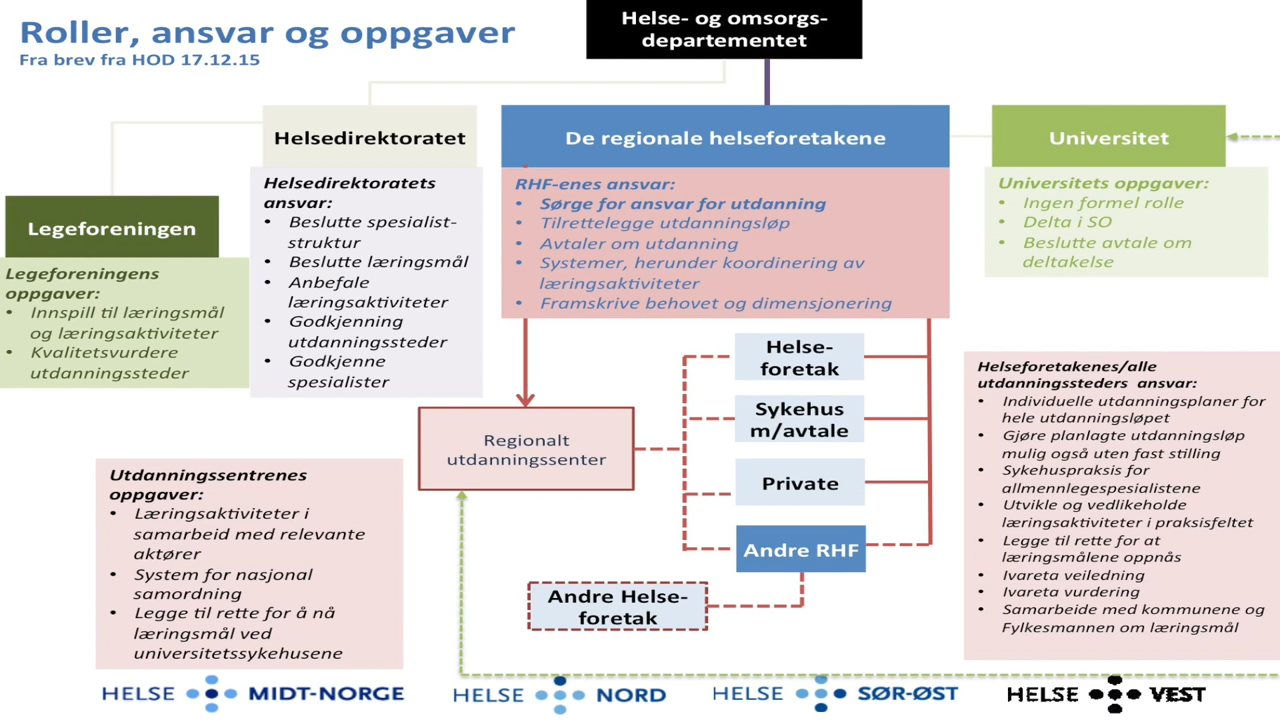 Roller, ansvar og oppgaver
Fra brev fra HOD 17.12.15
Helse- og omsorgs-
departementet
Helsedirektoratet
De regionale helseforetakene
Universitet
Legeforeningen
Legeforeningens
oppgaver:
• Innspill til læringsmål
og læringsaktiviteter
• Kvalitetsvurdere
utdanningssteder
Helsedirektoratets
ansvar:
• Beslutte spesialist-
struktur
• Beslutte læringsmål
• Anbefale
læringsaktiviteter
• Godkjenning
utdanningssteder
• Godkjenne
spesialister
RHF-enes ansvar:
• Sørge for ansvar for utdanning
• Tilrettelegge utdanningsløp
• Avtaler om utdanning
• Systemer, herunder koordinering av
læringsaktiviteter
• Framskrive behovet og dimensjonering
Universitets oppgaver:
• Ingen formel rolle
• Delta i SO
• Beslutte avtale om
deltakelse
Helse-
foretak
Sykehus
m/avtale
Private
Andre RHF
Andre Helse-
foretak
Regionalt
utdanningssenter
Utdanningssentrenes
oppgaver:
• Læringsaktiviteter i
samarbeid med relevante
aktører
• System for nasjonal
samordning
• Legge til rette for å nå
læringsmål ved
universitetssykehusene
Helseforetakenes/alle
utdanningssteders ansvar:
• Individuelle utdanningsplaner for
hele utdanningsløpet
• Gjøre planlagte utdanningsløp
mulig også uten fast stilling
• Sykehuspraksis for
allmennlegespesialistene
• Utvikle og vedlikeholde
læringsaktiviteter i praksisfeltet
• Legge til rette for at
læringsmålene oppnås
• Ivareta veiledning
• Ivareta vurdering
• Samarbeide med kommunene og
Fylkesmannen om læringsmål
HELSE MIDT-NORGE
HELSE NORD
HELSE SØR-ØST
HELSE VEST